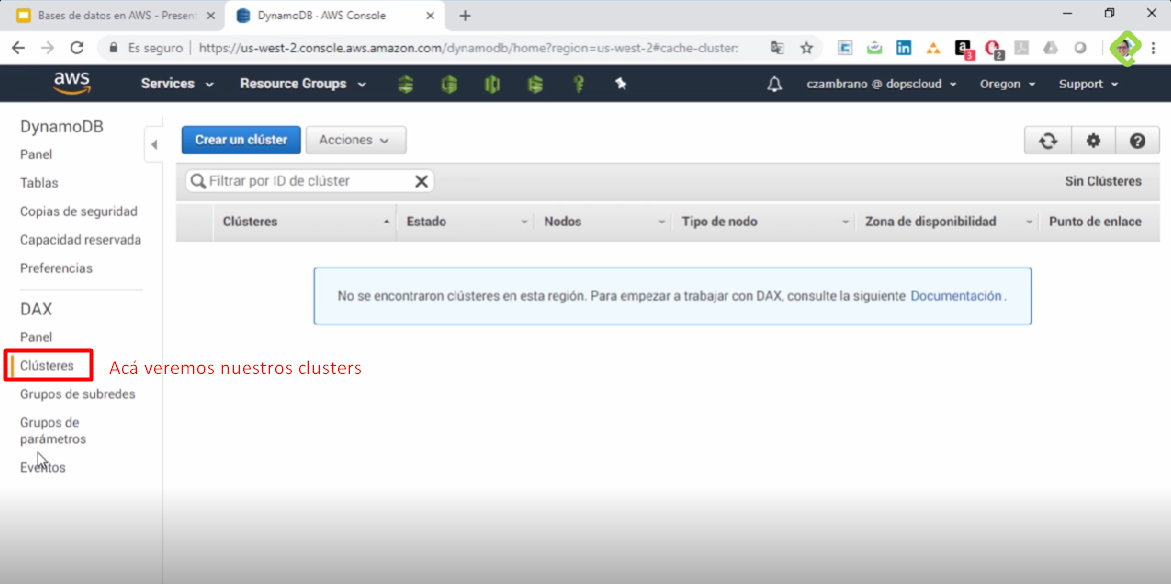 Bases de datos en AWS - Present
DynamoDB · AWS Console
Es seguro
https://us-west-2.console.aws.amazon.com/dynamodb/home?region=us-west-2#cache-cluster:
3
2
aws
Services
Resource Groups
czambrano @ dopscloud
Oregon
Support
DynamoDB
Panel
Tablas
Copias de seguridad
Capacidad reservada
Preferencias
DAX
Panel
Clústeres
Acá veremos nuestros clusters
Grupos de subredes
Grupos de
parámetros
Eventos
Crear un clúster
Acciones
Filtrar por ID de clúster
Sin Clústeres
Clústeres
Estado
Nodos
Tipo de nodo
Zona de disponibilidad
Punto de enlace
No se encontraron clústeres en esta región. Para empezar a trabajar con DAX, consulte la siguiente Documentación.